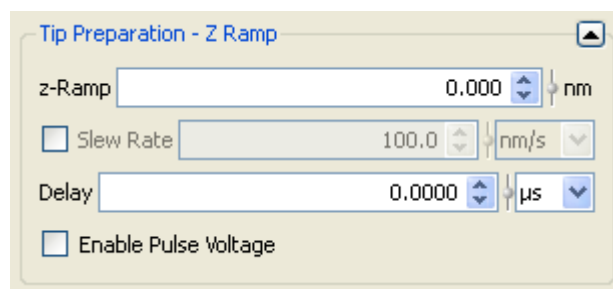 Tip Preparation - Z Ramp
z-Ramp 0.000 nm
Slew Rate 100.0 nm/s
Delay 0.0000 µs
Enable Pulse Voltage